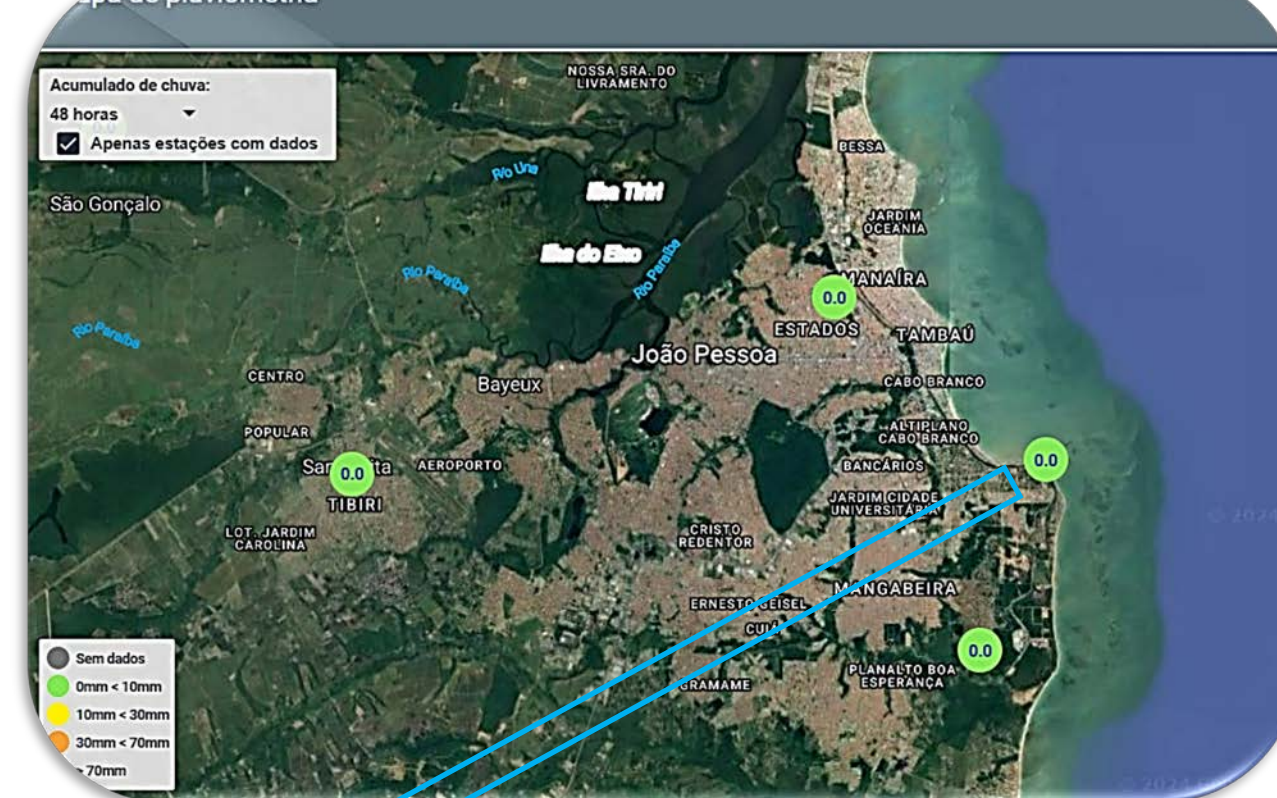 Acumulado de chuva:
48 horas
Apenas estações com dados
NOSSA SRA. DO
LIVRAMENTO
BESSA
Rio Una
Ilha Tiriri
São Gonçalo
JARDIM
OCEANIA
Ilha do Eixo
Rio Paraíba
Rio Paraíba
MANAÍRA
0.0
Rio Paraíba
ESTADOS
TAMBAÚ
João Pessoa
CENTRO
Bayeux
CABO BRANCO
POPULAR
ALTIPLANO
CABO BRANCO
0.0
AEROPORTO
BANCÁRIOS
0.0
TIBIRI
JARDIM CIDADE
UNIVERSITÁRIA
LOT. JARDIM
CAROLINA
CRISTO
REDENTOR
MANGABEIRA
ERNESTO GEISEL
CUIÁ
0.0
PLANALTO BOA
ESPERANÇA
GRAMAME
Sem dados
0mm < 10mm
10mm < 30mm
30mm < 70mm
70mm
© 2024
© 2024